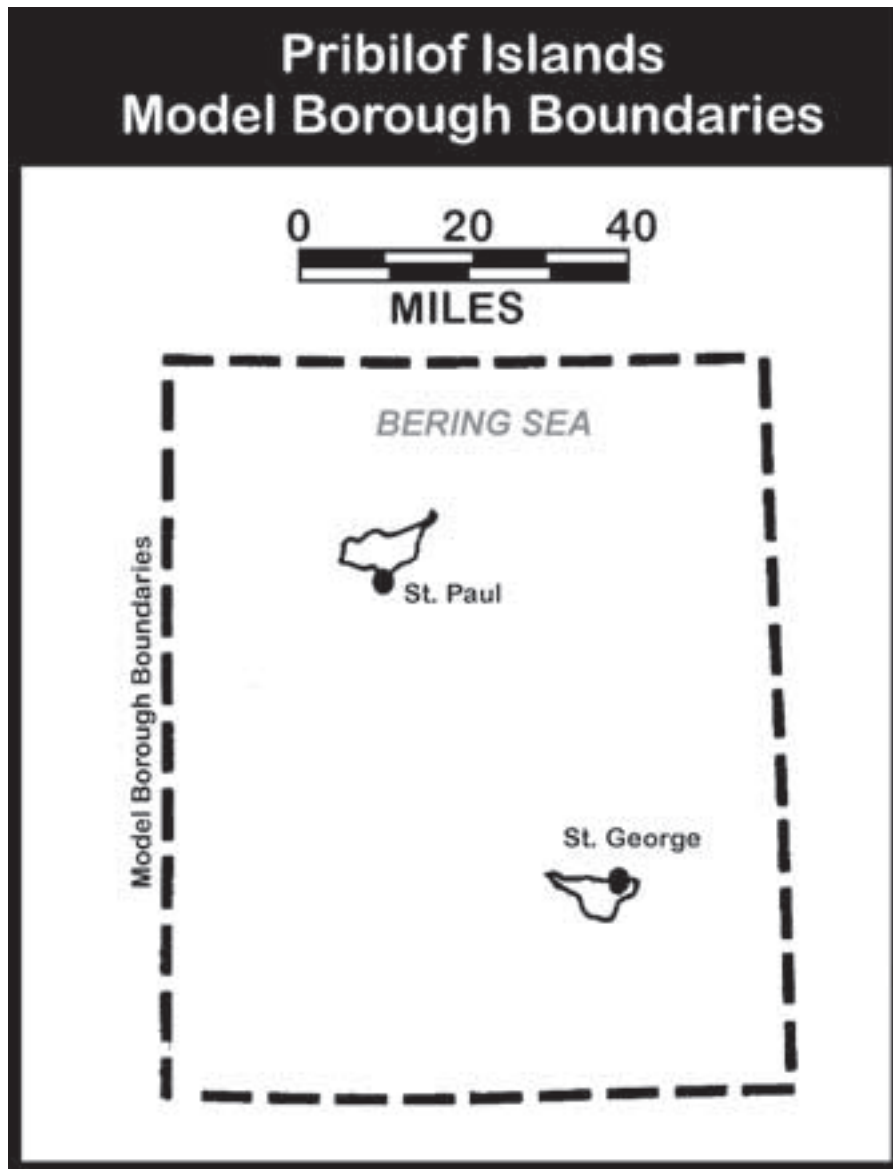 Pribilof Islands
Model Borough Boundaries
0 20 40
MILES
BERING SEA
Model Borough Boundaries
St. Paul
St. George